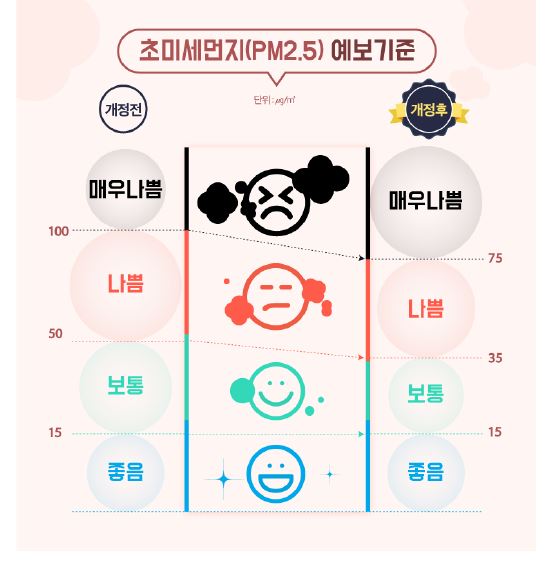 초미세먼지(PM2.5) 예보기준
단위 : ㎍/㎥
개정전
개정후
매우나쁨
매우나쁨
100
75
나쁨
나쁨
50
35
보통
보통
15
15
좋음
좋음